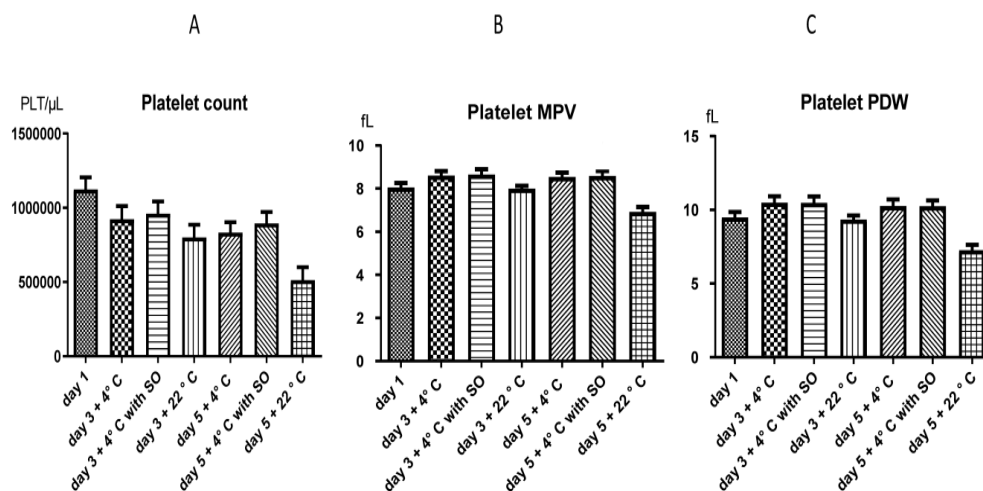 A
PLT/µL
Platelet count
1500000
1000000
500000
0
day 1
day 3 + 4° C
day 3 + 4° C with SO
day 3 + 22 ° C
day 5 + 4° C
day 5 + 4° C with SO
day 5 + 22 ° C
B
fL
Platelet MPV
10
8
6
4
2
0
day 1
day 3 + 4° C
day 3 + 4° C with SO
day 3 + 22 ° C
day 5 + 4° C
day 5 + 4° C with SO
day 5 + 22 ° C
C
fL
Platelet PDW
15
10
5
0
day 1
day 3 + 4° C
day 3 + 4° C with SO
day 3 + 22 ° C
day 5 + 4° C
day 5 + 4° C with SO
day 5 + 22 ° C